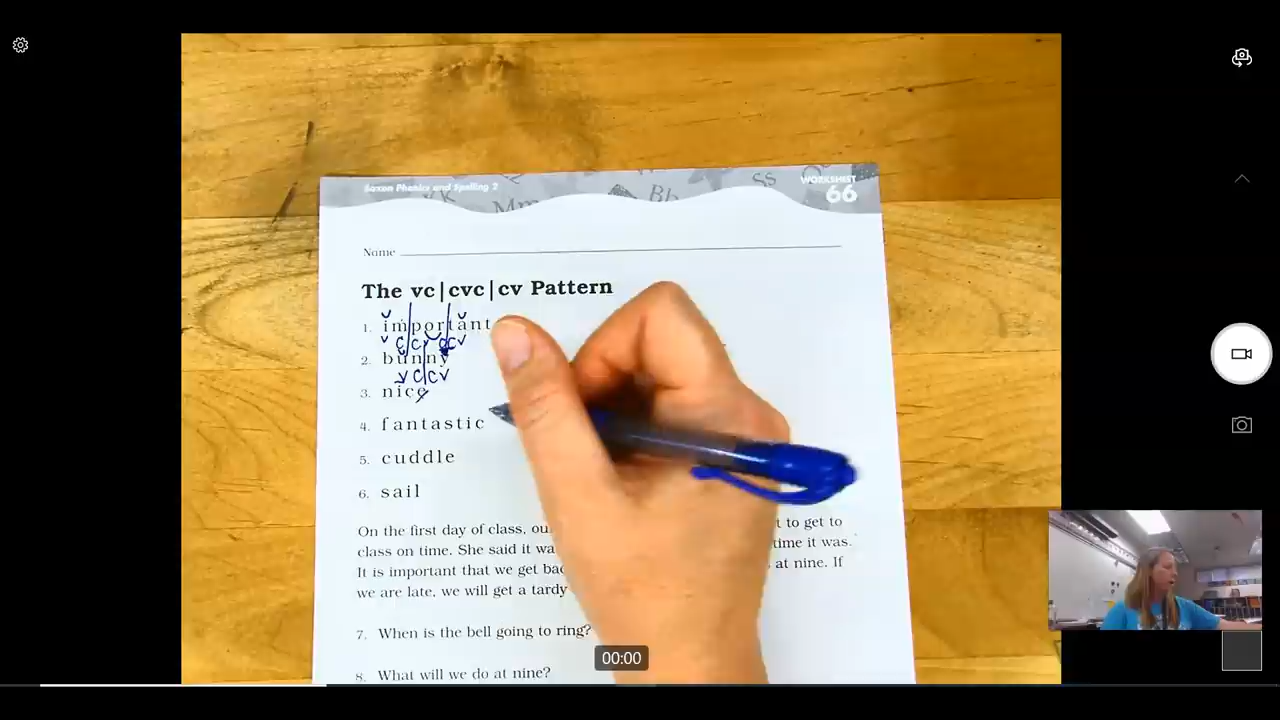 Saxon Phonics and Spelling 2
WORKSHEET
66
Name
The vc|cvc|cv Pattern
1. important
2. bunny
3. nice
4. fantastic
5. cuddle
6. sail
On the first day of class, our t to get to
class on time. She said it wa time it was.
It is important that we get bac at nine. If
we are late, we will get a tardy
7. When is the bell going to ring?
8. What will we do at nine?
00:00